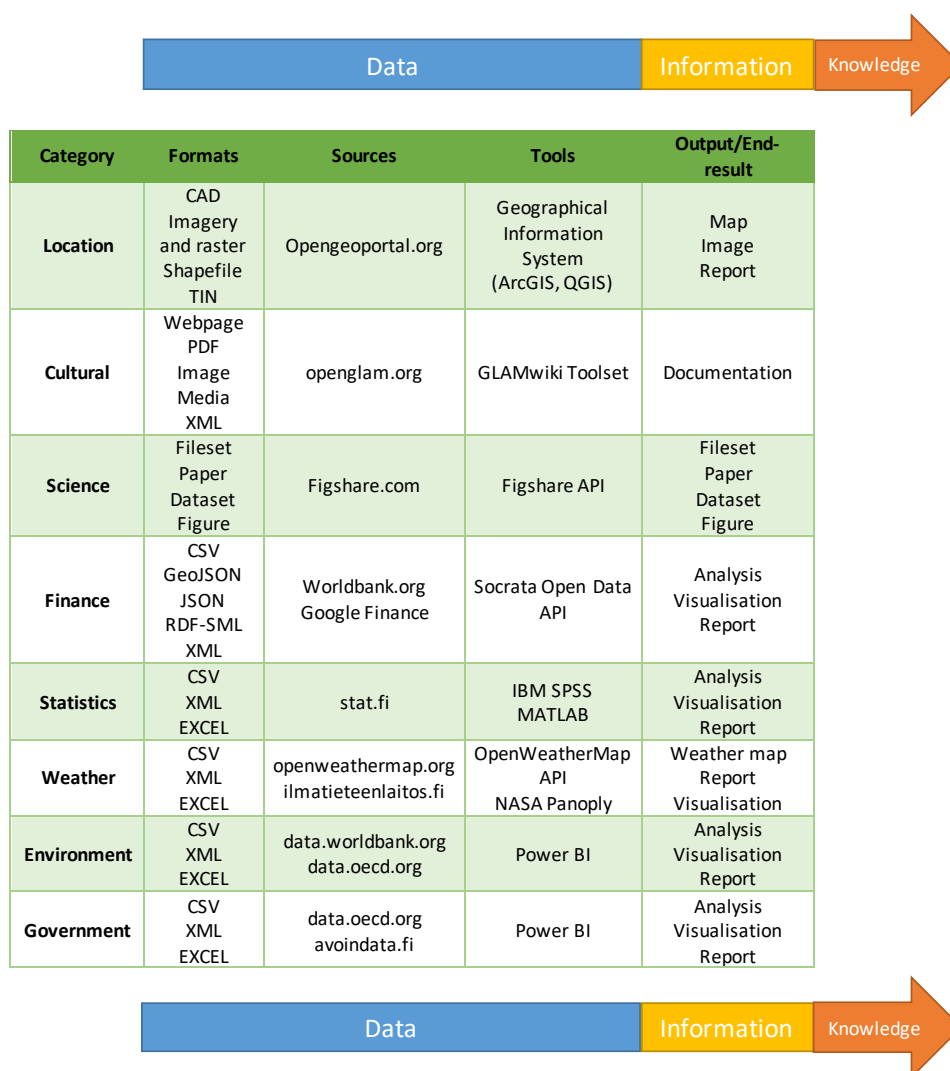 Data Information Knowledge
Category Formats Sources Tools Output/End-
result
Location
CAD
Imagery
and raster
Shapefile
TIN
Opengeoportal.org
Geographical
Information
System
(ArcGIS, QGIS)
Map
Image
Report
Cultural
Webpage
PDF
Image
Media
XML
openglam.org
GLAMwiki Toolset
Documentation
Science
Fileset
Paper
Dataset
Figure
Figshare.com
Figshare API
Fileset
Paper
Dataset
Figure
Finance
CSV
GeoJSON
JSON
RDF-SML
XML
Worldbank.org
Google Finance
Socrata Open Data
API
Analysis
Visualisation
Report
Statistics
CSV
XML
EXCEL
stat.fi
IBM SPSS
MATLAB
Analysis
Visualisation
Report
Weather
CSV
XML
EXCEL
openweathermap.org
ilmatieteenlaitos.fi
OpenWeatherMap
API
NASA Panoply
Weather map
Report
Visualisation
Environment
CSV
XML
EXCEL
data.worldbank.org
data.oecd.org
Power BI
Analysis
Visualisation
Report
Government
CSV
XML
EXCEL
data.oecd.org
avoindata.fi
Power BI
Analysis
Visualisation
Report
Data Information Knowledge